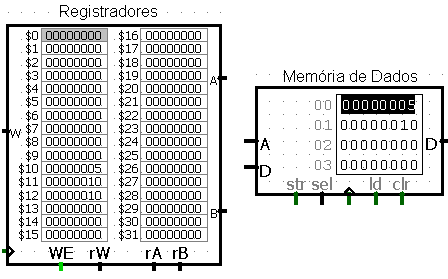 Registradores
$0 00000000 $16 00000000
$1 00000000 $17 00000000
$2 00000000 $18 00000000
$3 00000000 $19 00000000
$4 00000000 $20 00000000
$5 00000000 $21 00000000
$6 00000000 $22 00000000
$7 00000000 $23 00000000
$8 00000000 $24 00000000
$9 00000000 $25 00000000
$10 00000005 $26 00000000
$11 00000010 $27 00000000
$12 00000010 $28 00000000
$13 00000000 $29 00000000
$14 00000000 $30 00000000
$15 00000000 $31 00000000
W
A
B
WE rW rA rB
Memória de Dados
00 00000005
01 00000010
02 00000000
03 00000000
A
D
D
str sel ld clr